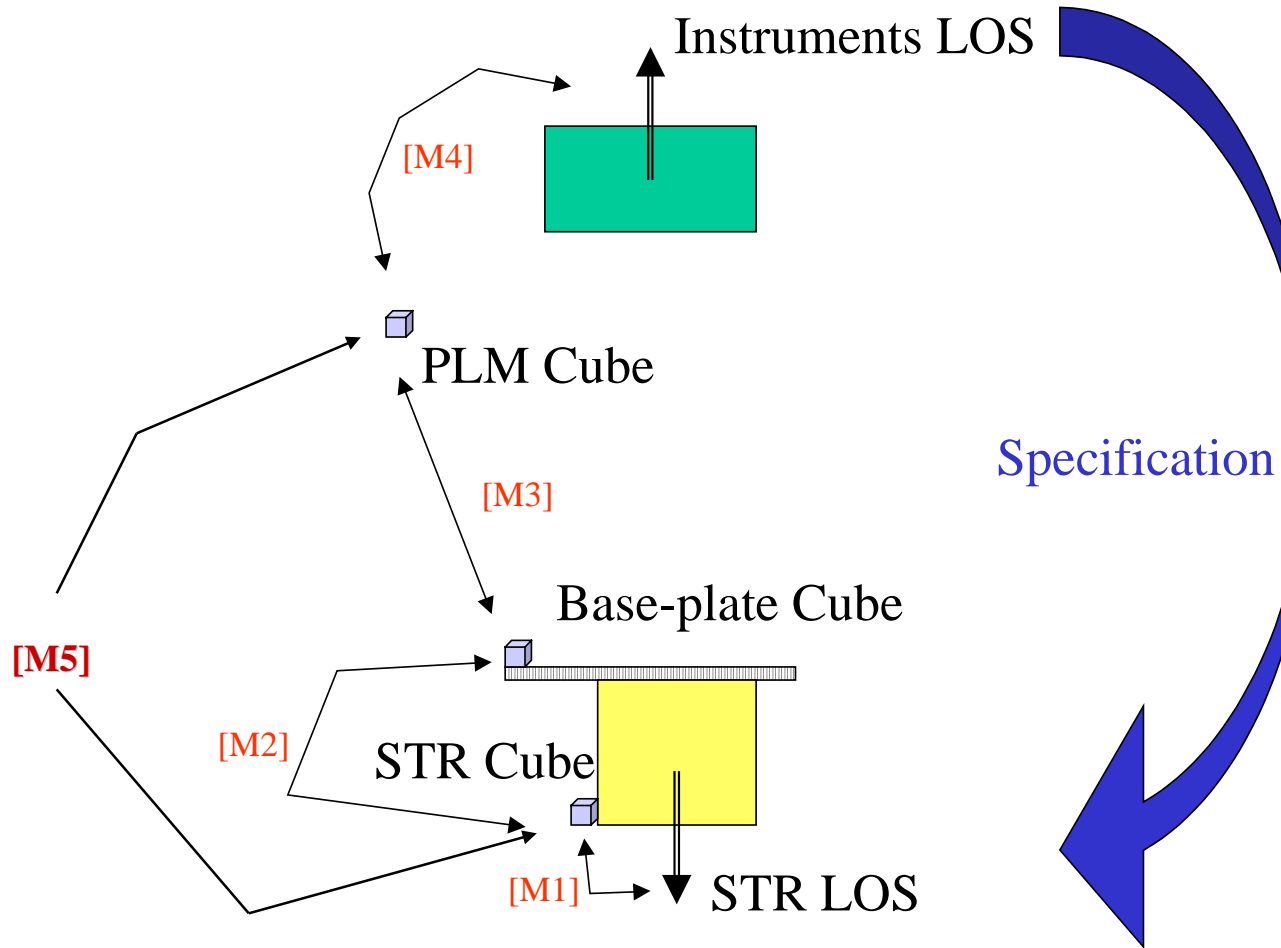 Instruments LOS
[M4]
PLM Cube
Specification
[M3]
Base-plate Cube
[M5]
[M2]
STR Cube
[M1]
STR LOS